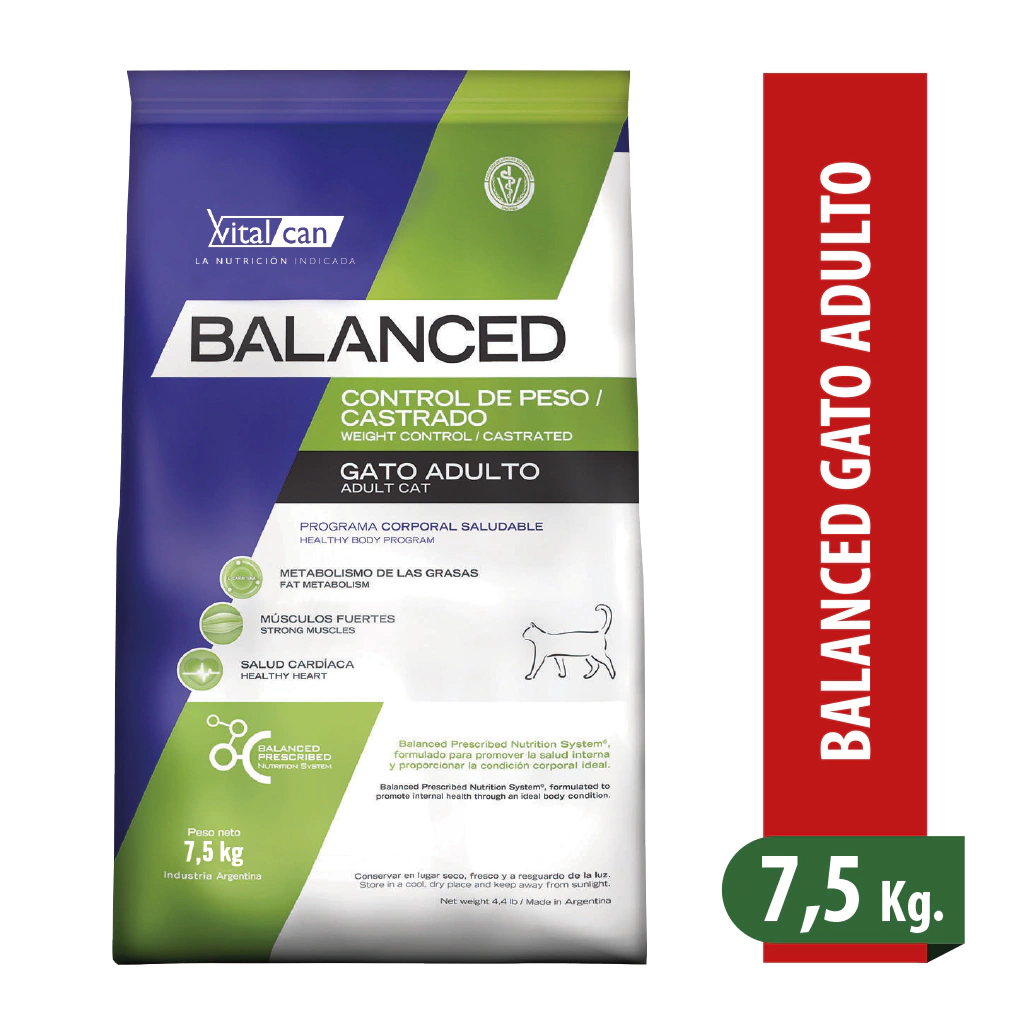 Vital can
LA NUTRICIÓN INDICADA
BALANCED
CONTROL DE PESO /
CASTRADO
WEIGHT CONTROL / CASTRATED
GATO ADULTO
ADULT CAT
PROGRAMA CORPORAL SALUDABLE
HEALTHY BODY PROGRAM
METABOLISMO DE LAS GRASAS
FAT METABOLISM
MÚSCULOS FUERTES
STRONG MUSCLES
SALUD CARDÍACA
HEALTHY HEART
BALANCED
PRESCRIBED
NUTRITION SYSTEM
Balanced Prescribed Nutrition System®,
formulado para promover la salud interna
y proporcionar la condición corporal ideal.
Balanced Prescribed Nutrition System®, formulated to
promote internal health through an ideal body condition.
Peso neto
7,5 kg
Industria Argentina
Conservar en lugar seco, fresco y a resguardo de la luz.
Store in a cool, dry place and keep away from sunlight.
Net weight 4,4 lb / Made in Argentina
BALANCED GATO ADULTO
7,5 Kg.